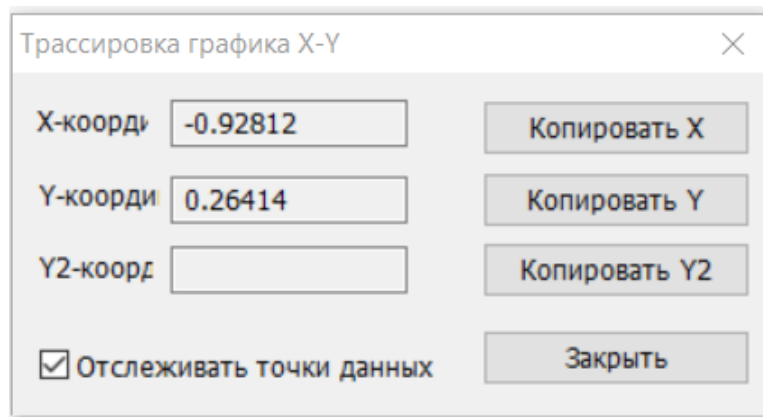 Трассировка графика X-Y
X-коорди
-0.92812
Копировать X
Y-коорди
0.26414
Копировать Y
Y2-коорд
Копировать Y2
Отслеживать точки данных
Закрыть